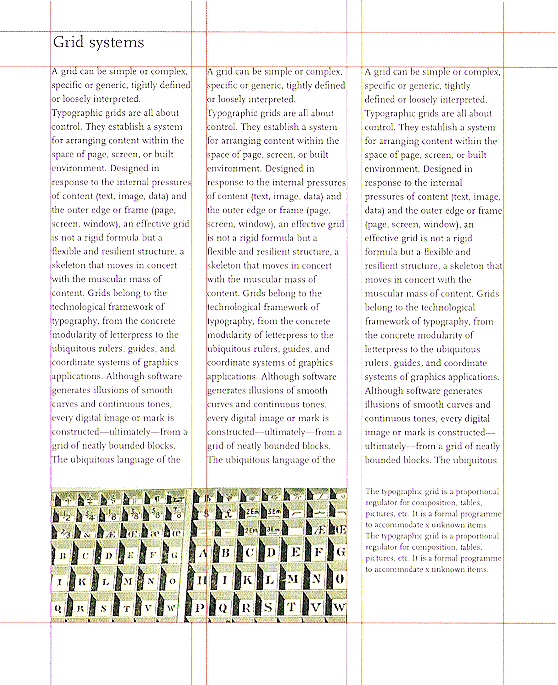 Grid systems
A grid can be simple or complex,
specific or generic, tightly defined
or loosely interpreted.
Typographic grids are all about
control. They establish a system
for arranging content within the
space of page, screen, or built
environment. Designed in
response to the internal pressures
of content (text, image, data) and
the outer edge or frame (page,
screen, window), an effective grid
is not a rigid formula but a
flexible and resilient structure, a
skeleton that moves in concert
with the muscular mass of
content. Grids belong to the
technological framework of
typography, from the concrete
modularity of letterpress to the
ubiquitous rulers, guides, and
coordinate systems of graphics
applications. Although software
generates illusions of smooth
curves and continuous tones,
every digital image or mark is
constructed—ultimately—from a
grid of neatly bounded blocks.
The ubiquitous language of the
A grid can be simple or complex,
specific or generic, tightly defined
or loosely interpreted.
Typographic grids are all about
control. They establish a system
for arranging content within the
space of page, screen, or built
environment. Designed in
response to the internal pressures
of content (text, image, data) and
the outer edge or frame (page,
screen, window), an effective grid
is not a rigid formula but a
flexible and resilient structure, a
skeleton that moves in concert
with the muscular mass of
content. Grids belong to the
technological framework of
typography, from the concrete
modularity of letterpress to the
ubiquitous rulers, guides, and
coordinate systems of graphics
applications. Although software
generates illusions of smooth
curves and continuous tones,
every digital image or mark is
constructed—ultimately—from a
grid of neatly bounded blocks.
The ubiquitous language of the
A grid can be simple or complex,
specific or generic, tightly
defined or loosely interpreted.
Typographic grids are all about
control. They establish a system
for arranging content within the
space of page, screen, or built
environment. Designed in
response to the internal
pressures of content (text, image,
data) and the outer edge or frame
(page, screen, window), an
effective grid is not a rigid
formula but a flexible and
resilient structure, a skeleton that
moves in concert with the
muscular mass of content. Grids
belong to the technological
framework of typography, from
the concrete modularity of
letterpress to the ubiquitous
rulers, guides, and coordinate
systems of graphics applications.
Although software generates
illusions of smooth curves and
continuous tones, every digital
image or mark is constructed—
ultimately—from a grid of neatly
bounded blocks. The ubiquitous
B C D E F G A B C D E F G
I K L M N O H I K L M N O
Q R S T V W P Q R S T V W
The typographic grid is a proportional
regulator for composition, tables,
pictures, etc. It is a formal programme
to accommodate x unknown items.
The typographic grid is a proportional
regulator for composition, tables,
pictures, etc. It is a formal programme
to accommodate x unknown items.